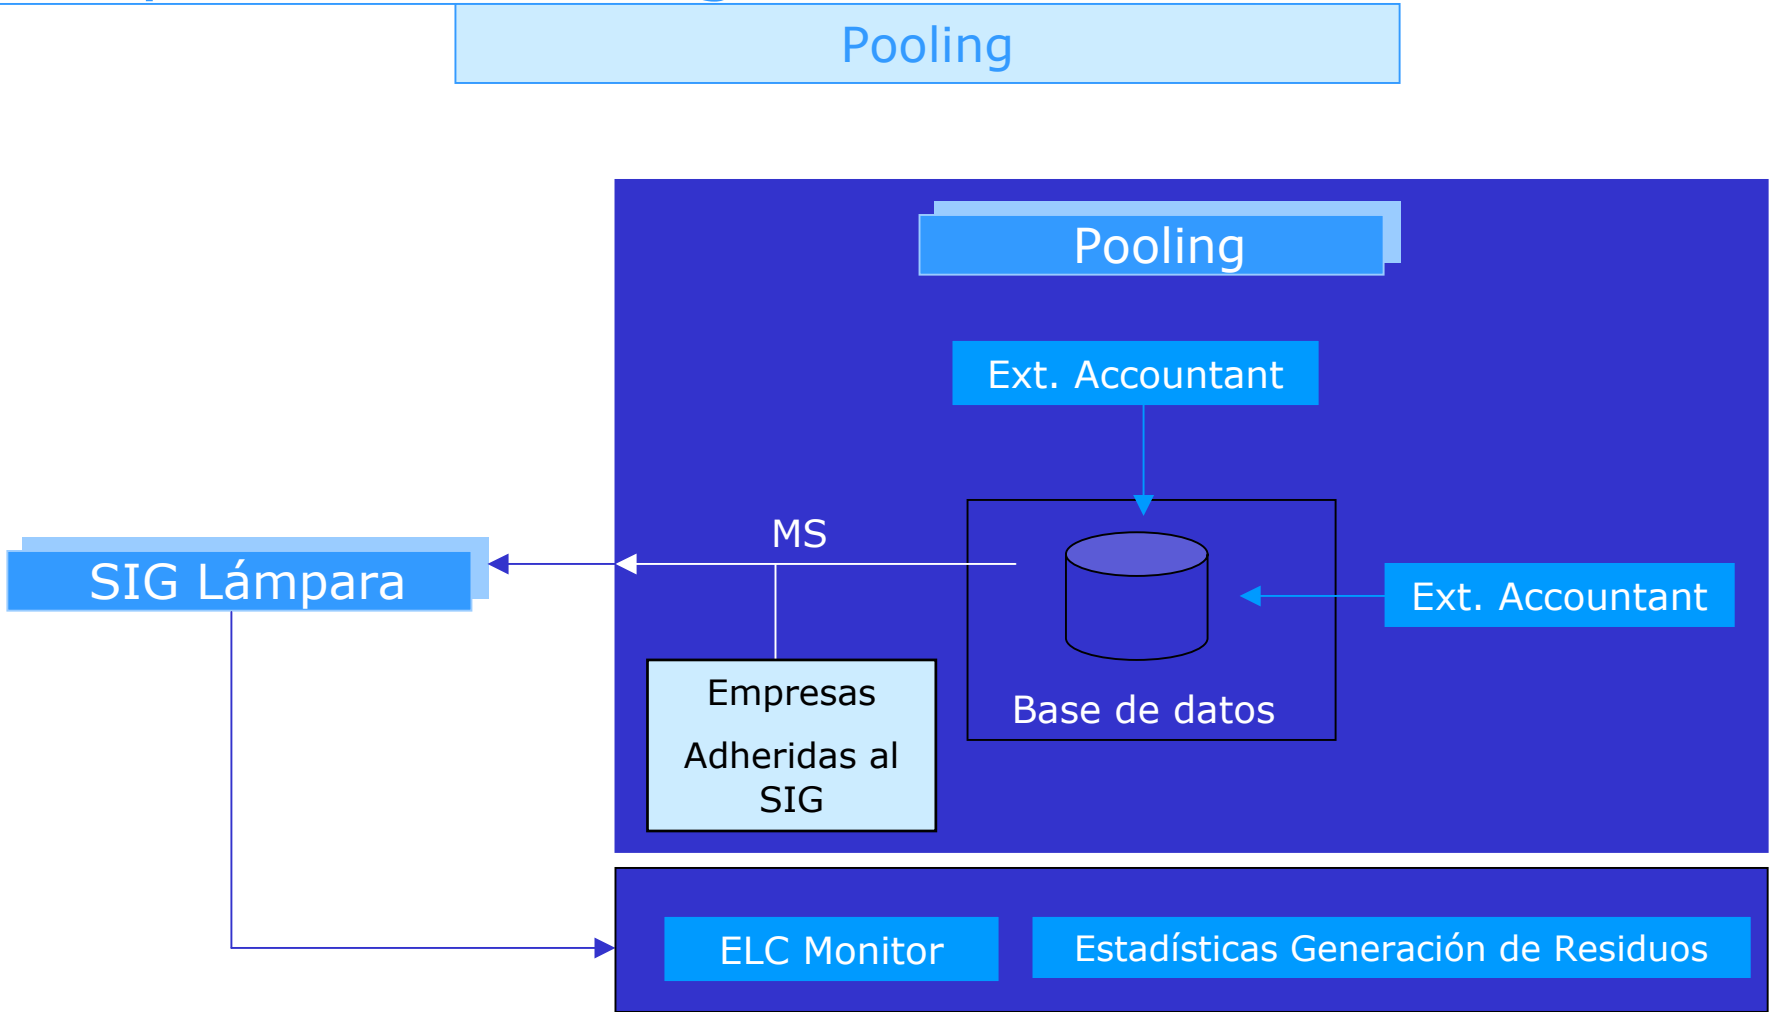 Pooling
Pooling
Ext. Accountant
MS
SIG Lámpara
Ext. Accountant
Empresas
Adheridas al
SIG
Base de datos
ELC Monitor
Estadísticas Generación de Residuos